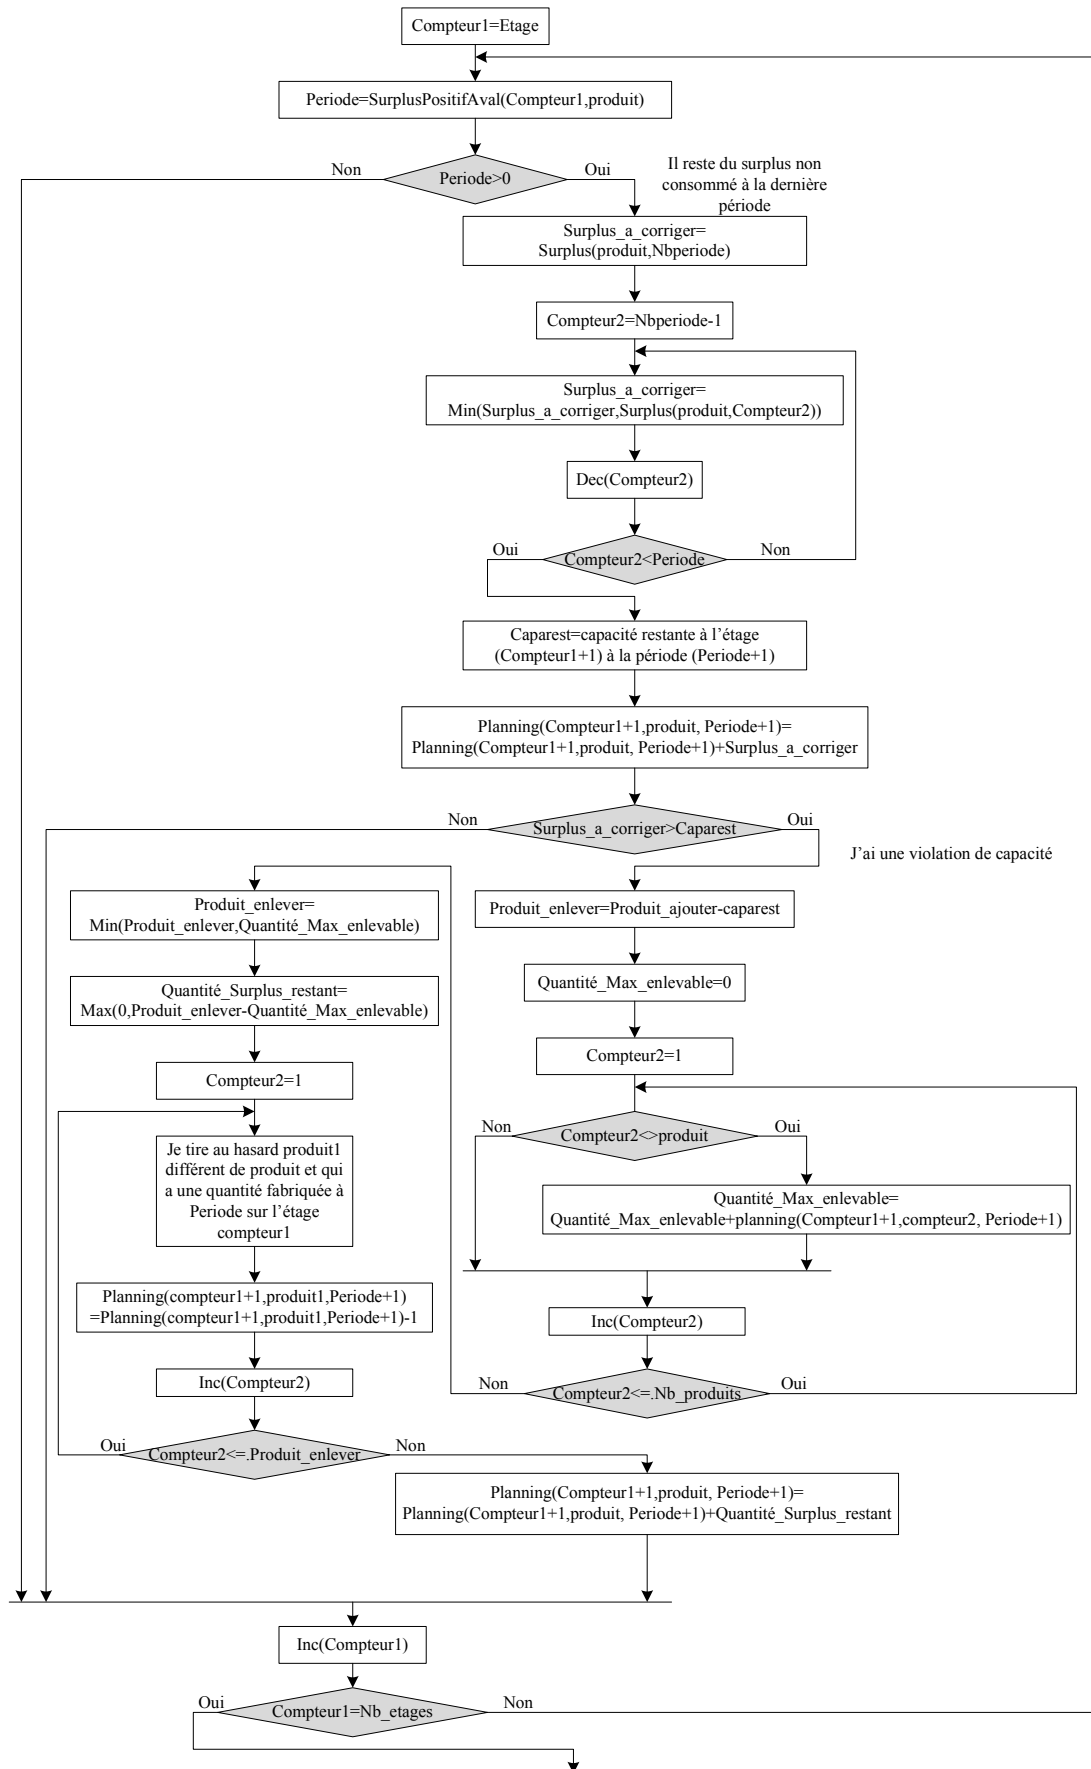 Compteur1=Etage
Periode=SurplusPositifAval(Compteur1,produit)
Non
Periode>0
Oui
Il reste du surplus non
consommé à la dernière
période
Surplus_a_corriger=
Surplus(produit,Nbperiode)
Compteur2=Nbperiode-1
Surplus_a_corriger=
Min(Surplus_a_corriger,Surplus(produit,Compteur2))
Dec(Compteur2)
Oui
Compteur2<Periode
Non
Caparest=capacité restante à l’étage
(Compteur1+1) à la période (Periode+1)
Planning(Compteur1+1,produit, Periode+1)=
Planning(Compteur1+1,produit, Periode+1)+Surplus_a_corriger
Non
Surplus_a_corriger>Caparest
Oui
J’ai une violation de capacité
Produit_enlever=Produit_ajouter-caparest
Quantité_Max_enlevable=0
Compteur2=1
Non
Compteur2<>produit
Oui
Quantité_Max_enlevable=
Quantité_Max_enlevable+planning(Compteur1+1,compteur2, Periode+1)
Inc(Compteur2)
Non
Compteur2<=.Nb_produits
Oui
Produit_enlever=
Min(Produit_enlever,Quantité_Max_enlevable)
Quantité_Surplus_restant=
Max(0,Produit_enlever-Quantité_Max_enlevable)
Compteur2=1
Je tire au hasard produit1
différent de produit et qui
a une quantité fabriquée à
Periode sur l’étage
compteur1
Planning(compteur1+1,produit1,Periode+1)
=Planning(compteur1+1,produit1,Periode+1)-1
Inc(Compteur2)
Oui
Compteur2<=.Produit_enlever
Non
Planning(Compteur1+1,produit, Periode+1)=
Planning(Compteur1+1,produit, Periode+1)+Quantité_Surplus_restant
Inc(Compteur1)
Oui
Compteur1=Nb_etages
Non